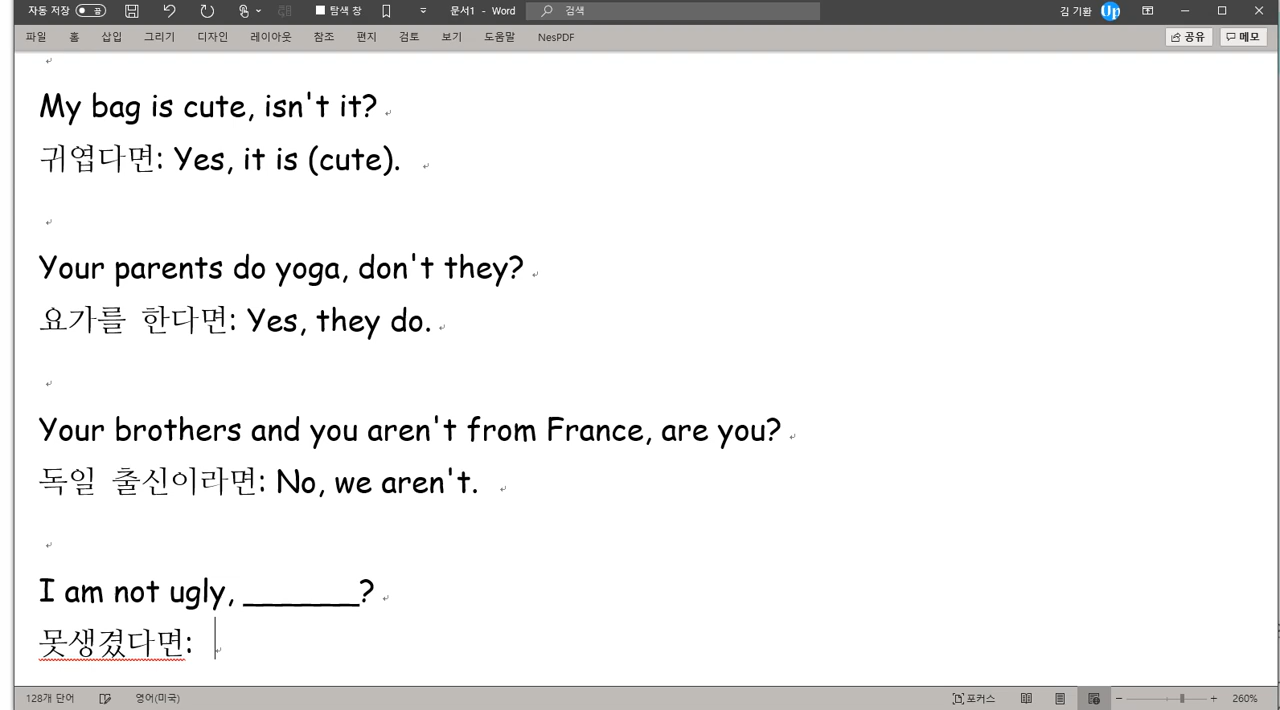 자동 저장 끔 탐색 창 문서1 - Word 검색 김 기환 Up
파일 홈 삽입 그리기 디자인 레이아웃 참조 편지 검토 보기 도움말 NesPDF 공유 메모
My bag is cute, isn't it?
귀엽다면: Yes, it is (cute).
Your parents do yoga, don't they?
요가를 한다면: Yes, they do.
Your brothers and you aren't from France, are you?
독일 출신이라면: No, we aren't.
I am not ugly, _______?
못생겼다면:
128개 단어 영어(미국) 포커스 260%